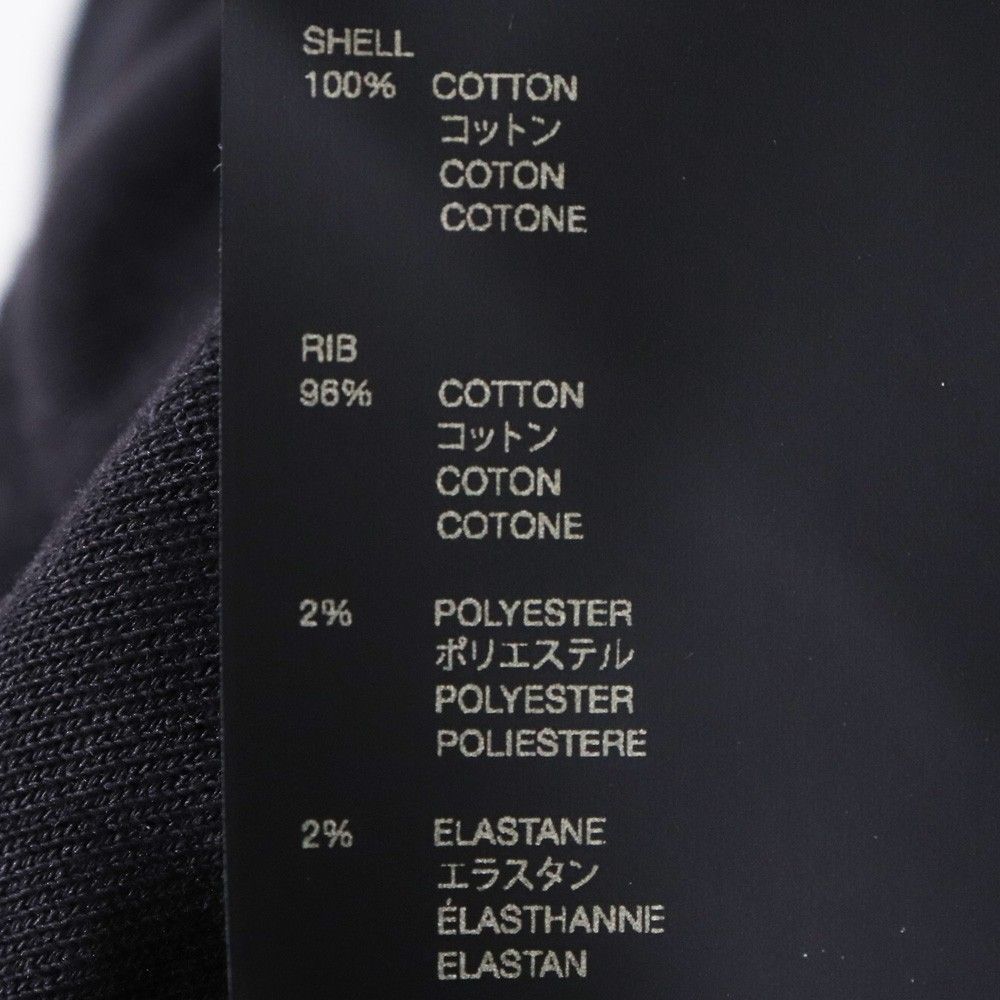 SHELL
100% COTTON
コットン
COTON
COTONE
RIB
96% COTTON
コットン
COTON
COTONE
2% POLYESTER
ポリエステル
POLYESTER
POLIESTERE
2% ELASTANE
エラスタン
ÉLASTHANNE
ELASTAN